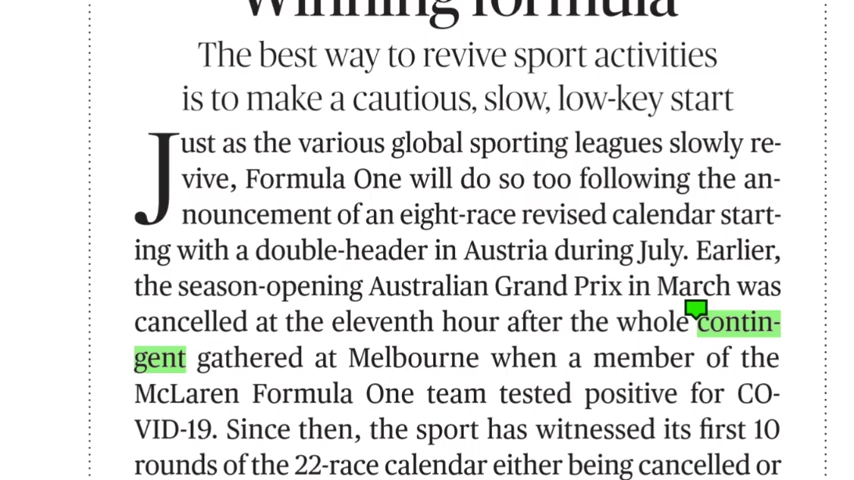 Winning formula
The best way to revive sport activities
is to make a cautious, slow, low-key start
Just as the various global sporting leagues slowly re-
vive, Formula One will do so too following the an-
nouncement of an eight-race revised calendar start-
ing with a double-header in Austria during July. Earlier,
the season-opening Australian Grand Prix in March was
cancelled at the eleventh hour after the whole contin-
gent gathered at Melbourne when a member of the
McLaren Formula One team tested positive for CO-
VID-19. Since then, the sport has witnessed its first 10
rounds of the 22-race calendar either being cancelled or